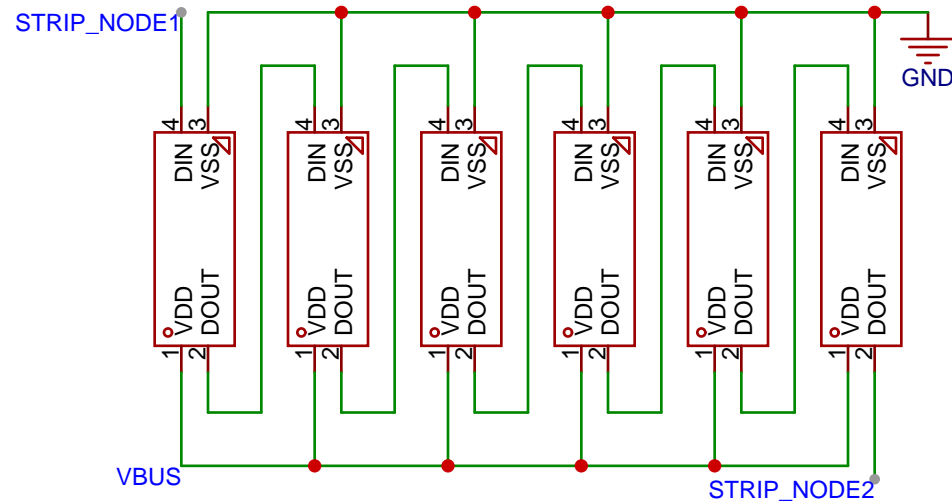 STRIP_NODE1
GND
4 3 4 3 4 3 4 3 4 3 4 3
DIN VSS DIN VSS DIN VSS DIN VSS DIN VSS DIN VSS
VDD DOUT VDD DOUT VDD DOUT VDD DOUT VDD DOUT VDD DOUT
1 2 1 2 1 2 1 2 1 2 1 2
VBUS
STRIP_NODE2